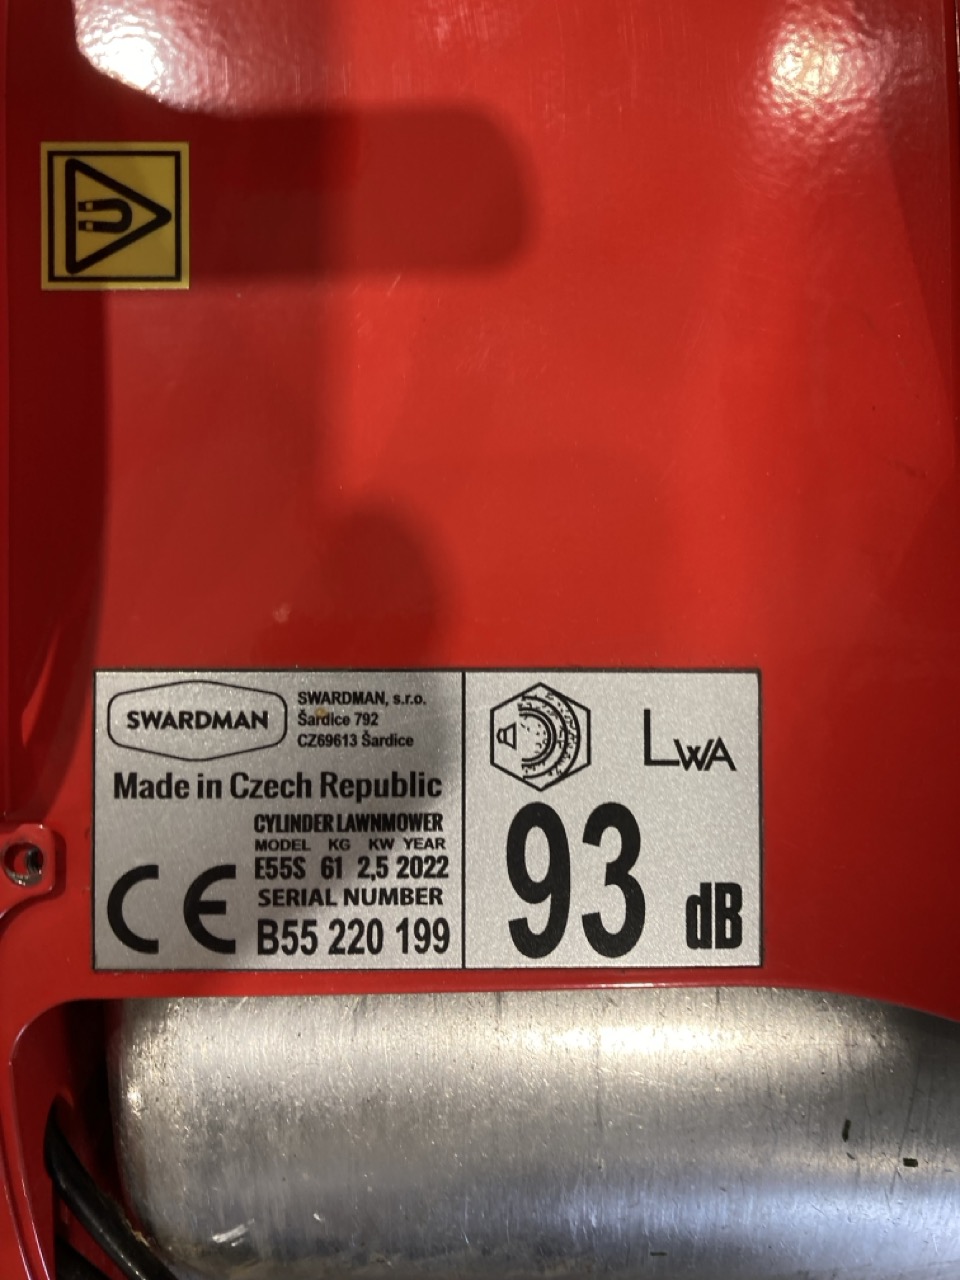 SWARDMAN
SWARDMAN, s.r.o.
Šardice 792
CZ69613 Šardice
Made in Czech Republic
CYLINDER LAWNMOWER
MODEL KG KW YEAR
E55S 61 2,5 2022
SERIAL NUMBER
CE B55 220 199
LWA
93 dB